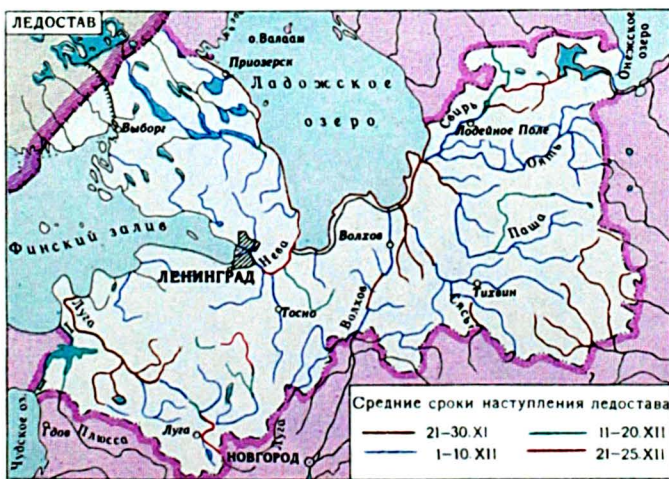 ЛЕДОСТАВ
о. Валаам
Приозерск
Ладожское
озеро
Онежское
озеро
Выборг
Свирь
Лодейное Поле
Оять
Финский залив
Нева
Волхов
Паша
ЛЕНИНГРАД
Тихвин
Тосно
Волхов
Сясь
Луга
Чудское оз.
Гдов
Плюсса
Луга
Луга
НОВГОРОД
Средние сроки наступления ледостава
21–30.XI
11–20.XII
1–10.XII
21–25.XII